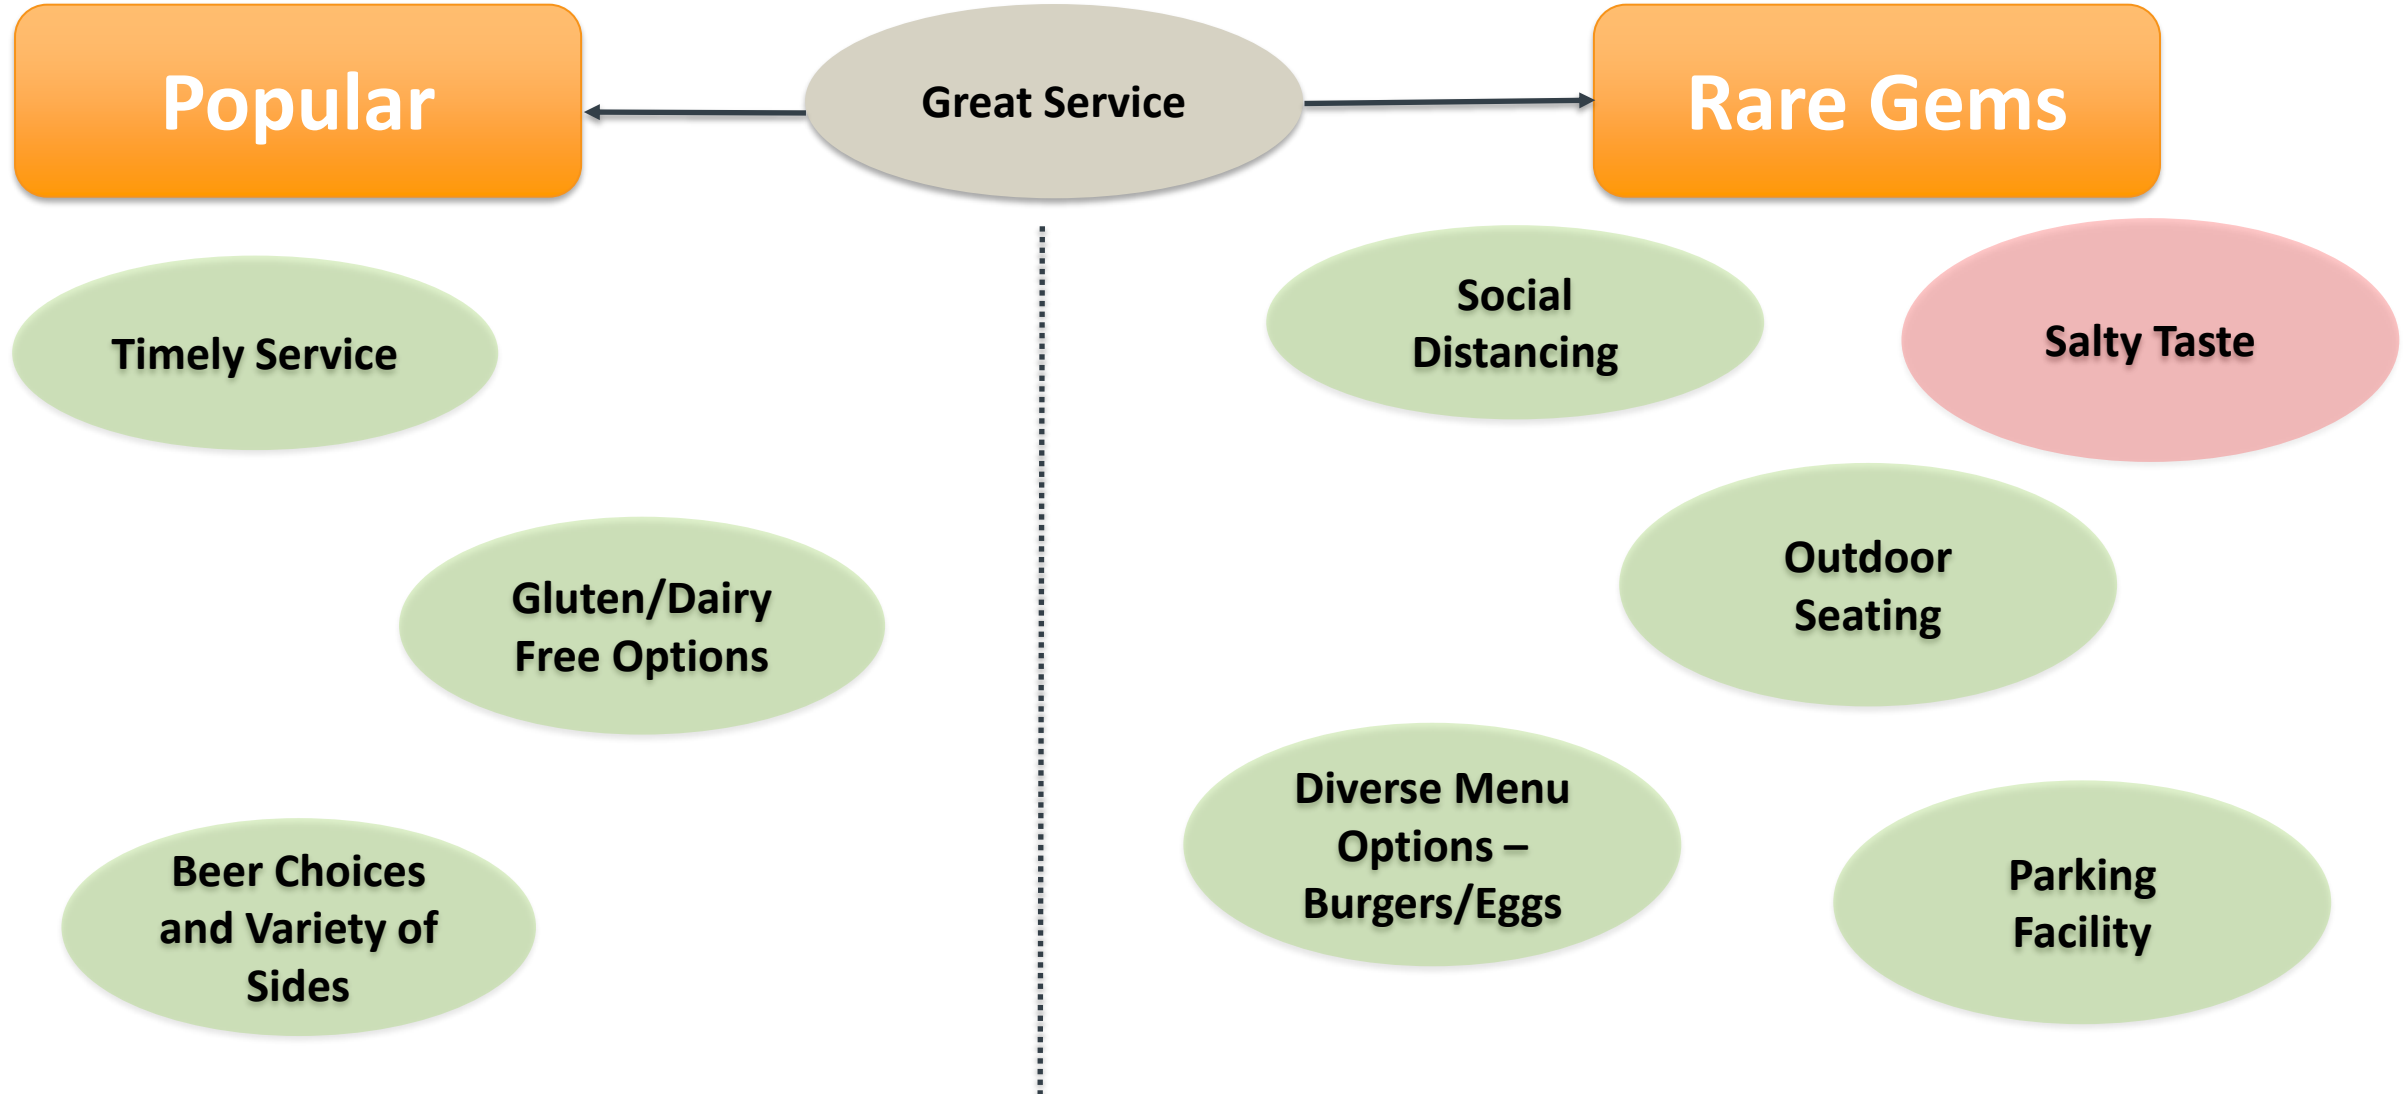 Popular
Great Service
Rare Gems
Timely Service
Gluten/Dairy
Free Options
Beer Choices
and Variety of
Sides
Social
Distancing
Salty Taste
Outdoor
Seating
Diverse Menu
Options –
Burgers/Eggs
Parking
Facility